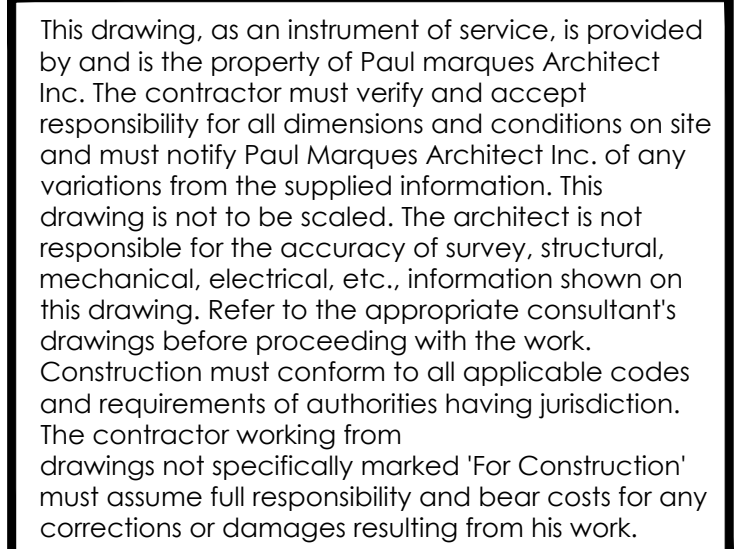 This drawing, as an instrument of service, is provided
by and is the property of Paul marques Architect
Inc. The contractor must verify and accept
responsibility for all dimensions and conditions on site
and must notify Paul Marques Architect Inc. of any
variations from the supplied information. This
drawing is not to be scaled. The architect is not
responsible for the accuracy of survey, structural,
mechanical, electrical, etc., information shown on
this drawing. Refer to the appropriate consultant's
drawings before proceeding with the work.
Construction must conform to all applicable codes
and requirements of authorities having jurisdiction.
The contractor working from
drawings not specifically marked 'For Construction'
must assume full responsibility and bear costs for any
corrections or damages resulting from his work.